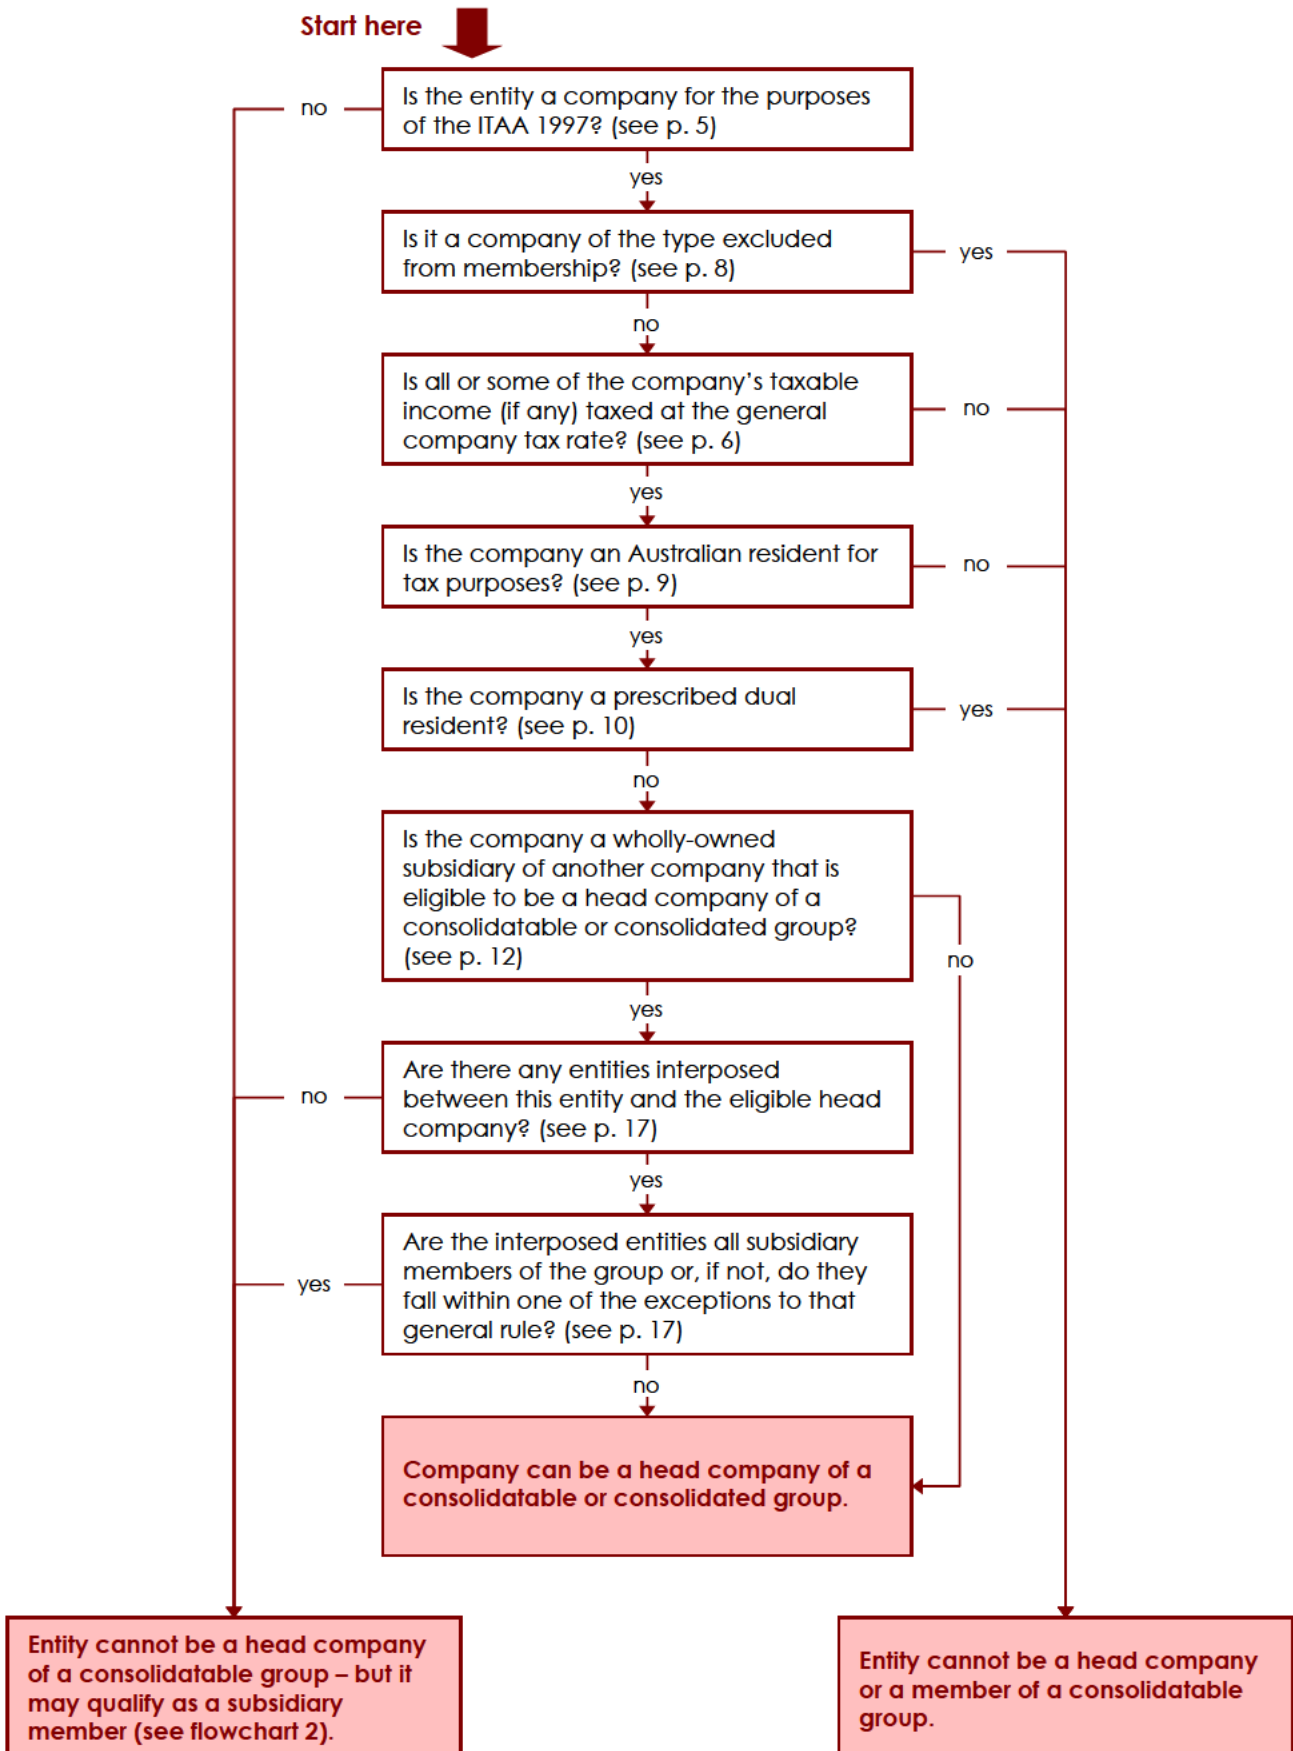 Start here
Is the entity a company for the purposes
of the ITAA 1997? (see p. 5)
no
yes
Is it a company of the type excluded
from membership? (see p. 8)
yes
no
Is all or some of the company’s taxable
income (if any) taxed at the general
company tax rate? (see p. 6)
no
yes
Is the company an Australian resident for
tax purposes? (see p. 9)
no
yes
Is the company a prescribed dual
resident? (see p. 10)
yes
no
Is the company a wholly-owned
subsidiary of another company that is
eligible to be a head company of a
consolidatable or consolidated group?
(see p. 12)
no
yes
Are there any entities interposed
between this entity and the eligible head
company? (see p. 17)
no
yes
Are the interposed entities all subsidiary
members of the group or, if not, do they
fall within one of the exceptions to that
general rule? (see p. 17)
yes
no
Company can be a head company of a
consolidatable or consolidated group.
Entity cannot be a head company
of a consolidatable group – but it
may qualify as a subsidiary
member (see flowchart 2).
Entity cannot be a head company
or a member of a consolidatable
group.